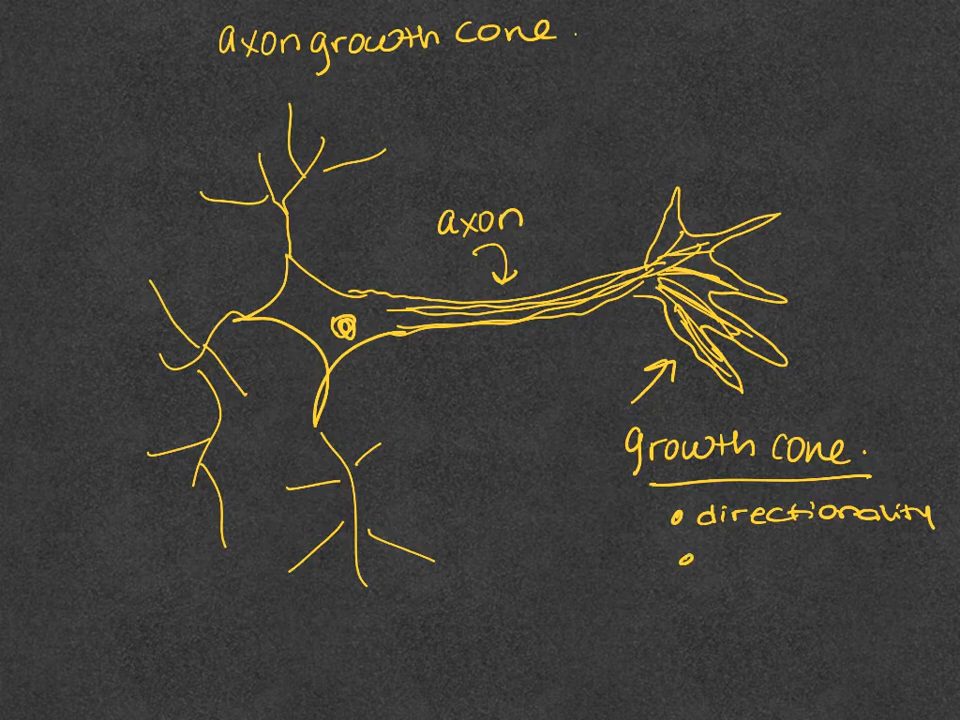 axon growth cone.
axon
growth cone.
• directionality
•